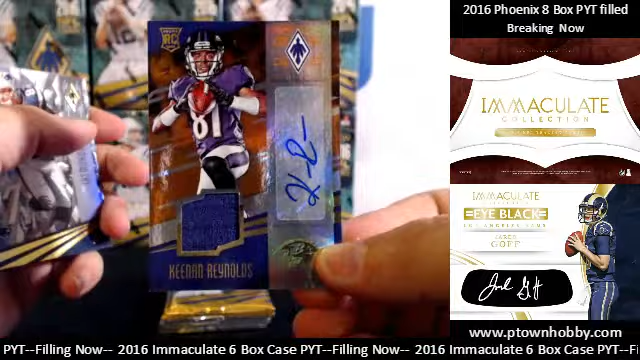 2016 Phoenix 8 Box PYT filled
Breaking Now
RC
81
KEENAN REYNOLDS
IMMACULATE
COLLECTION
IMMACULATE
EYE BLACK
LOS ANGELES RAMS
JARED
GOFF
www.ptownhobby.com
PYT--Filling Now-- 2016 Immaculate 6 Box Case PYT--Filling Now-- 2016 Immaculate 6 Box Case PYT--F